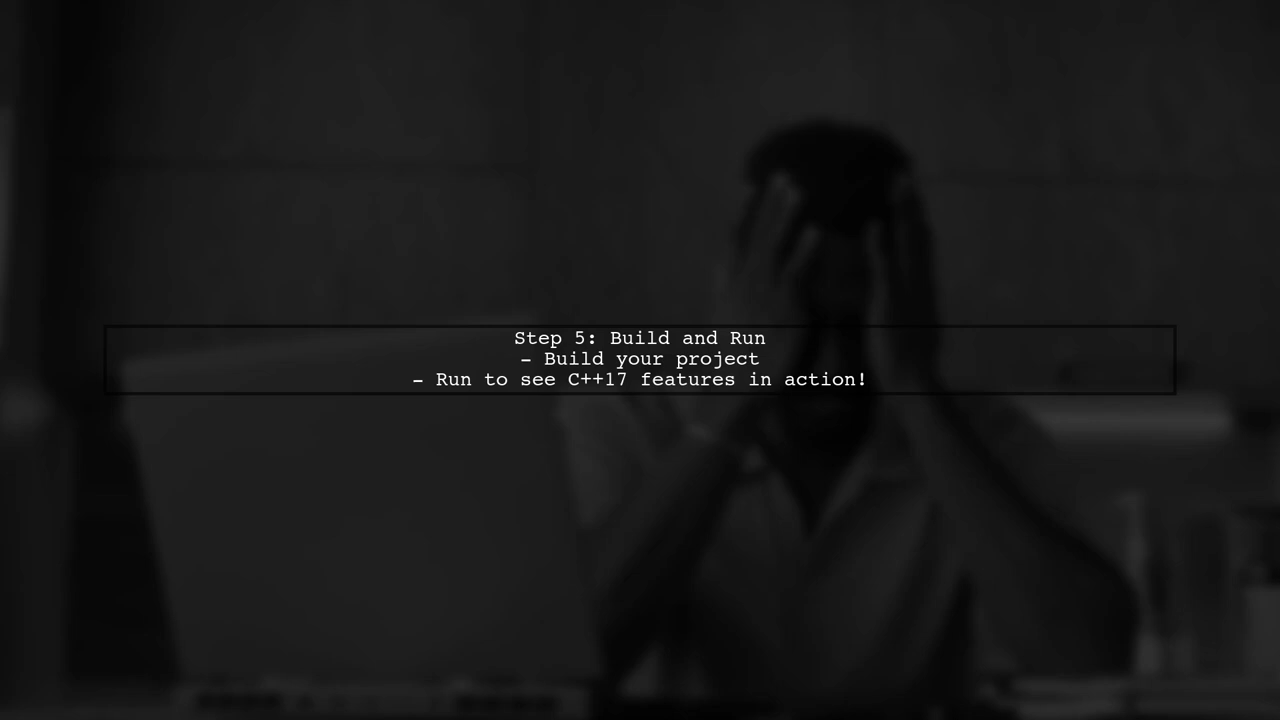 Step 5: Build and Run
– Build your project
– Run to see C++17 features in action!